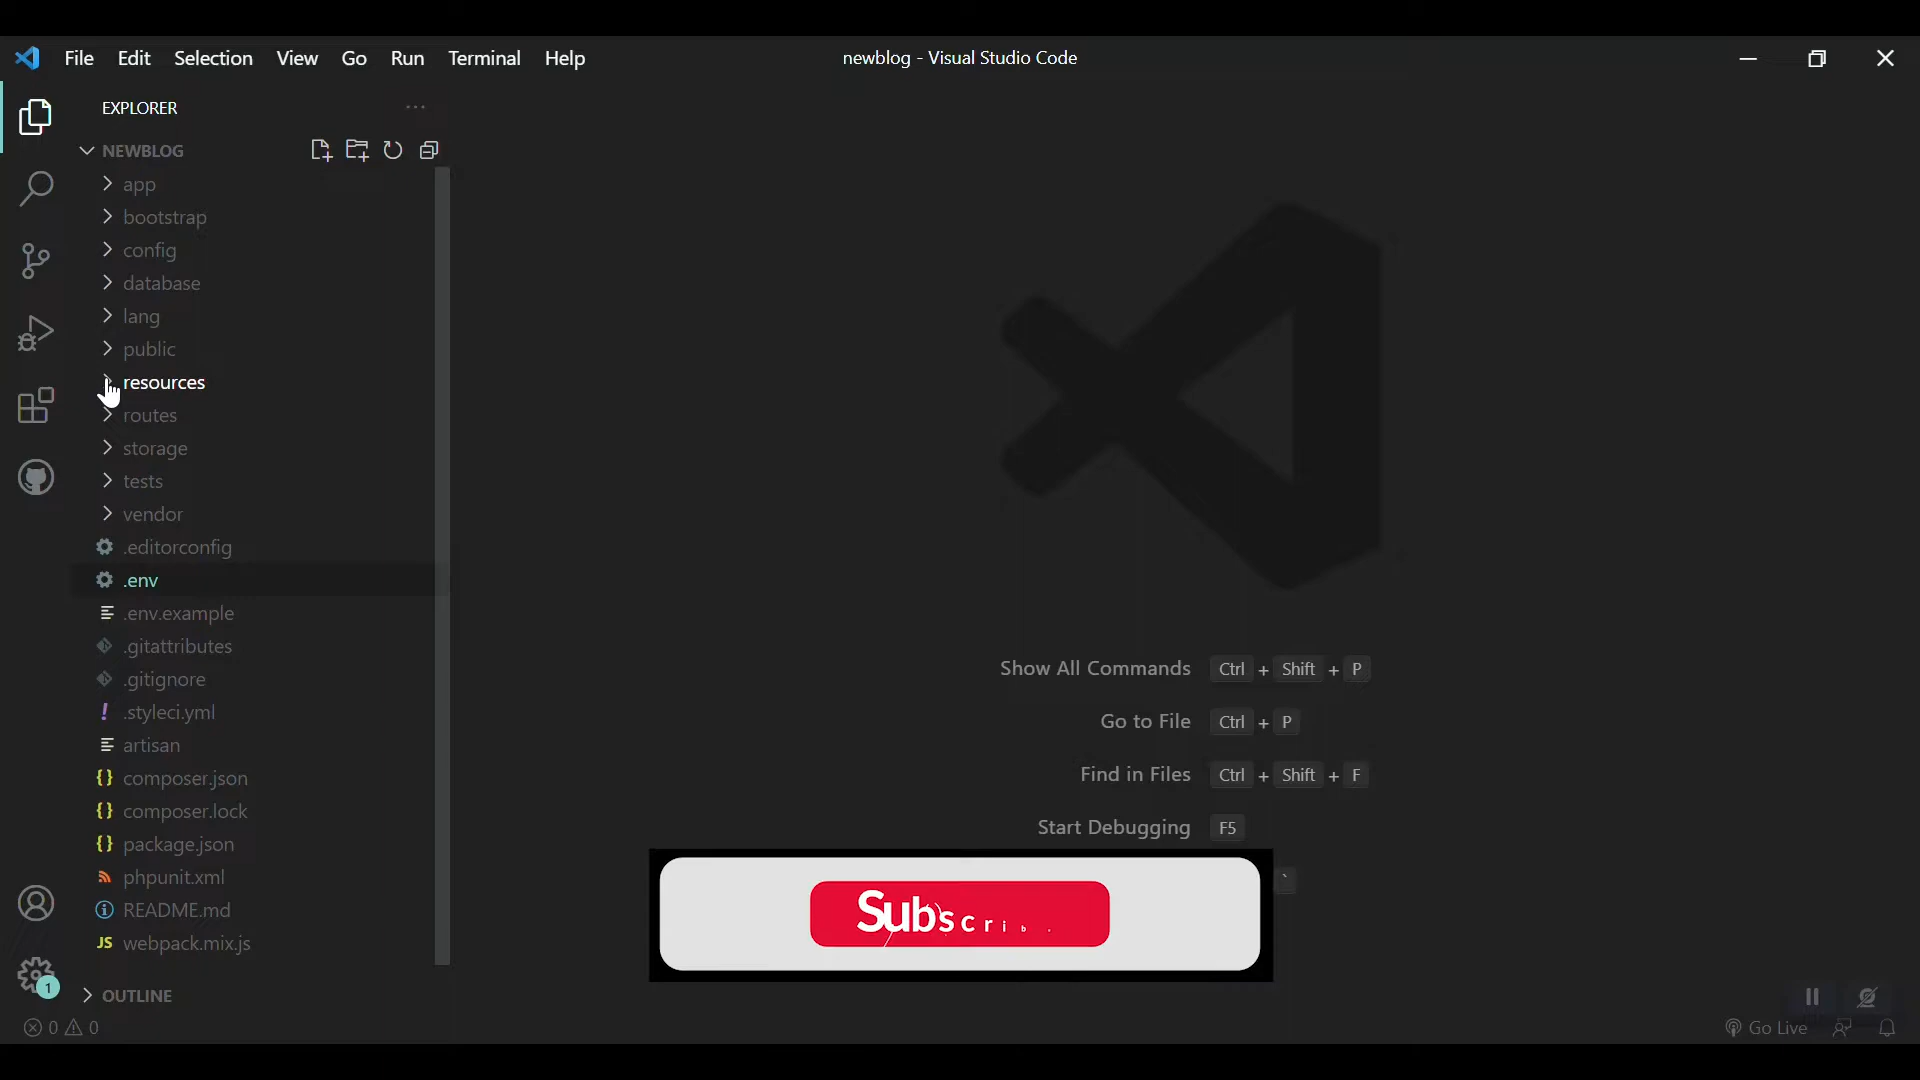 File Edit Selection View Go Run Terminal Help
newblog - Visual Studio Code
EXPLORER
NEWBLOG
app
bootstrap
config
database
lang
public
resources
routes
storage
tests
vendor
.editorconfig
.env
.env.example
.gitattributes
.gitignore
.styleci.yml
artisan
{} composer.json
{} composer.lock
{} package.json
phpunit.xml
README.md
JS webpack.mix.js
OUTLINE
1
0 0
Show All Commands Ctrl + Shift + P
Go to File Ctrl + P
Find in Files Ctrl + Shift + F
Start Debugging F5
`
Subscrib
Go Live